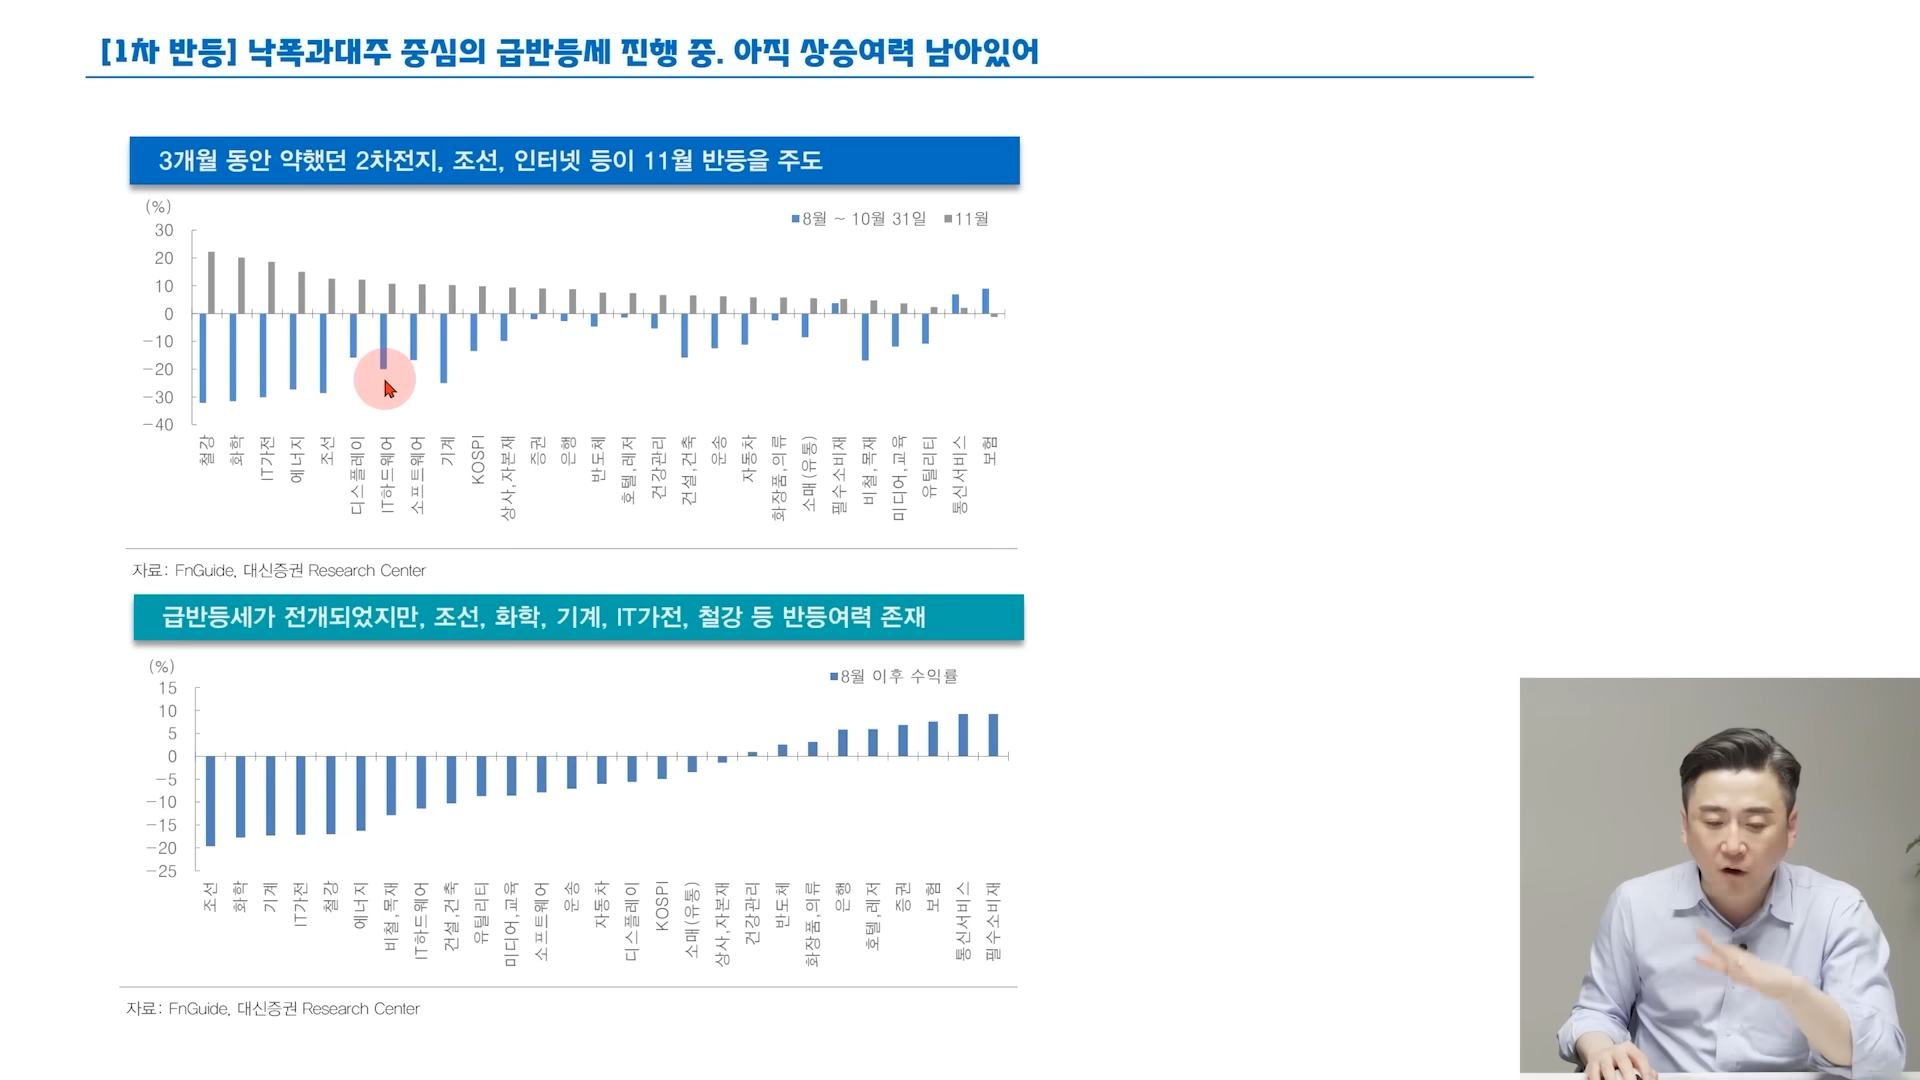 [1차 반등] 낙폭과대주 중심의 급반등세 진행 중. 아직 상승여력 남아있어
3개월 동안 약했던 2차전지, 조선, 인터넷 등이 11월 반등을 주도
(%)
8월 ~ 10월 31일 11월
30
20
10
0
-10
-20
-30
-40
철강
화학
IT가전
에너지
조선
디스플레이
IT하드웨어
소프트웨어
기계
KOSPI
상사,자본재
증권
은행
반도체
호텔,레저
건강관리
건설,건축
운송
자동차
화장품,의류
소매(유통)
필수소비재
비철,목재
미디어,교육
유틸리티
통신서비스
보험
자료: FnGuide, 대신증권 Research Center
급반등세가 전개되었지만, 조선, 화학, 기계, IT가전, 철강 등 반등여력 존재
(%)
8월 이후 수익률
15
10
5
0
-5
-10
-15
-20
-25
조선
화학
기계
IT가전
철강
에너지
비철,목재
IT하드웨어
건설,건축
유틸리티
미디어,교육
소프트웨어
운송
자동차
디스플레이
KOSPI
소매(유통)
상사,자본재
건강관리
반도체
화장품,의류
은행
호텔,레저
증권
보험
통신서비스
필수소비재
자료: FnGuide, 대신증권 Research Center